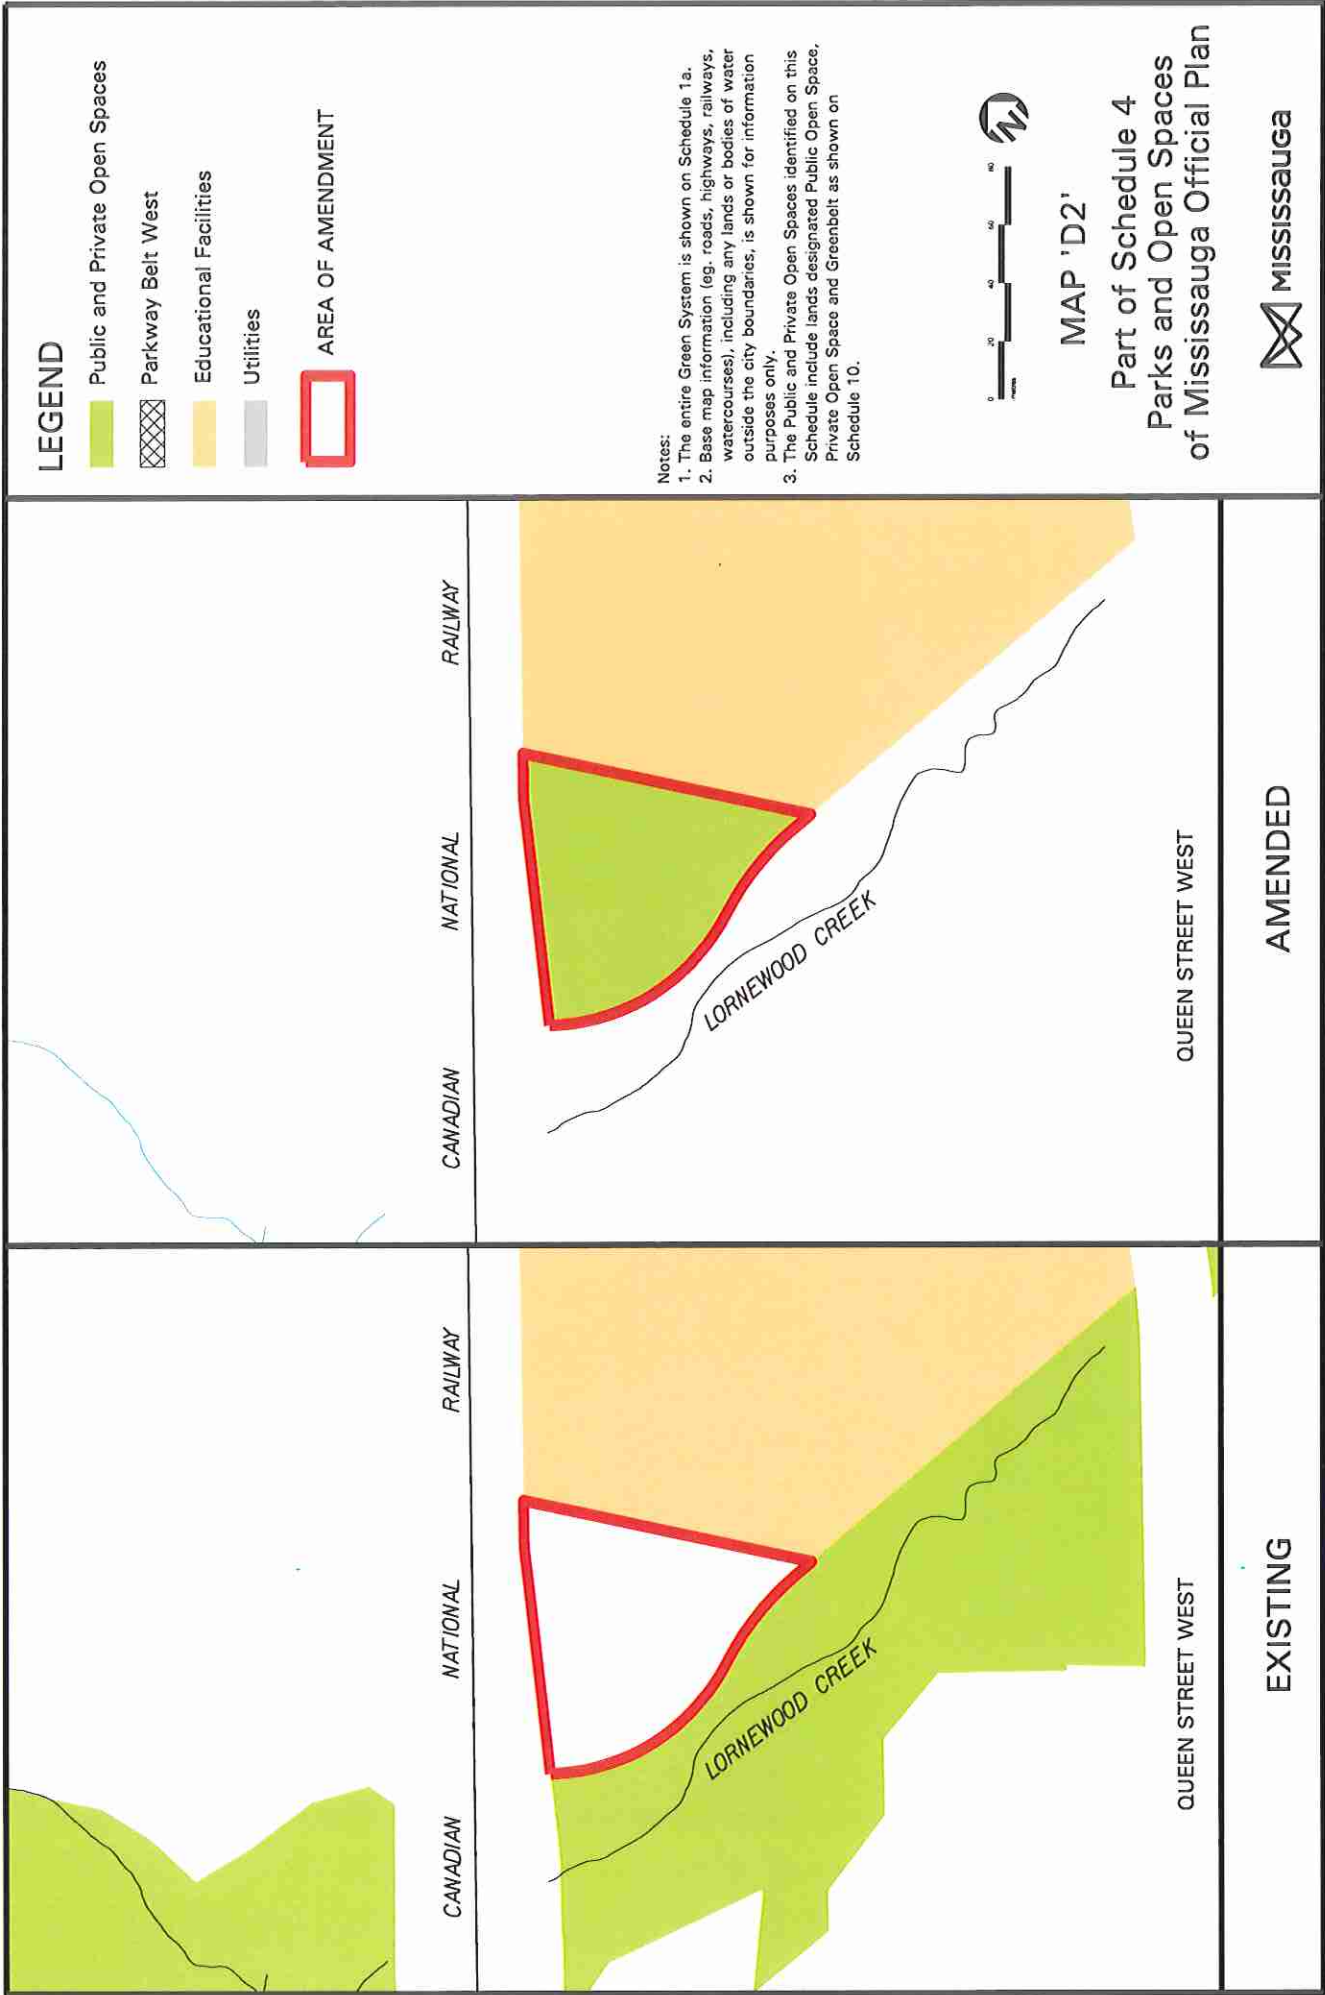 CANADIAN
NATIONAL
RAILWAY
LORNEWOOD CREEK
QUEEN STREET WEST
EXISTING
CANADIAN
NATIONAL
RAILWAY
LORNEWOOD CREEK
QUEEN STREET WEST
AMENDED
LEGEND
Public and Private Open Spaces
Parkway Belt West
Educational Facilities
Utilities
AREA OF AMENDMENT
Notes:
1. The entire Green System is shown on Schedule 1a.
2. Base map information (eg. roads, highways, railways,
watercourses), including any lands or bodies of water
outside the city boundaries, is shown for information
purposes only.
3. The Public and Private Open Spaces identified on this
Schedule include lands designated Public Open Space,
Private Open Space and Greenbelt as shown on
Schedule 10.
0 20 40 60 80
metres
N
MAP 'D2'
Part of Schedule 4
Parks and Open Spaces
of Mississauga Official Plan
MISSISSAUGA